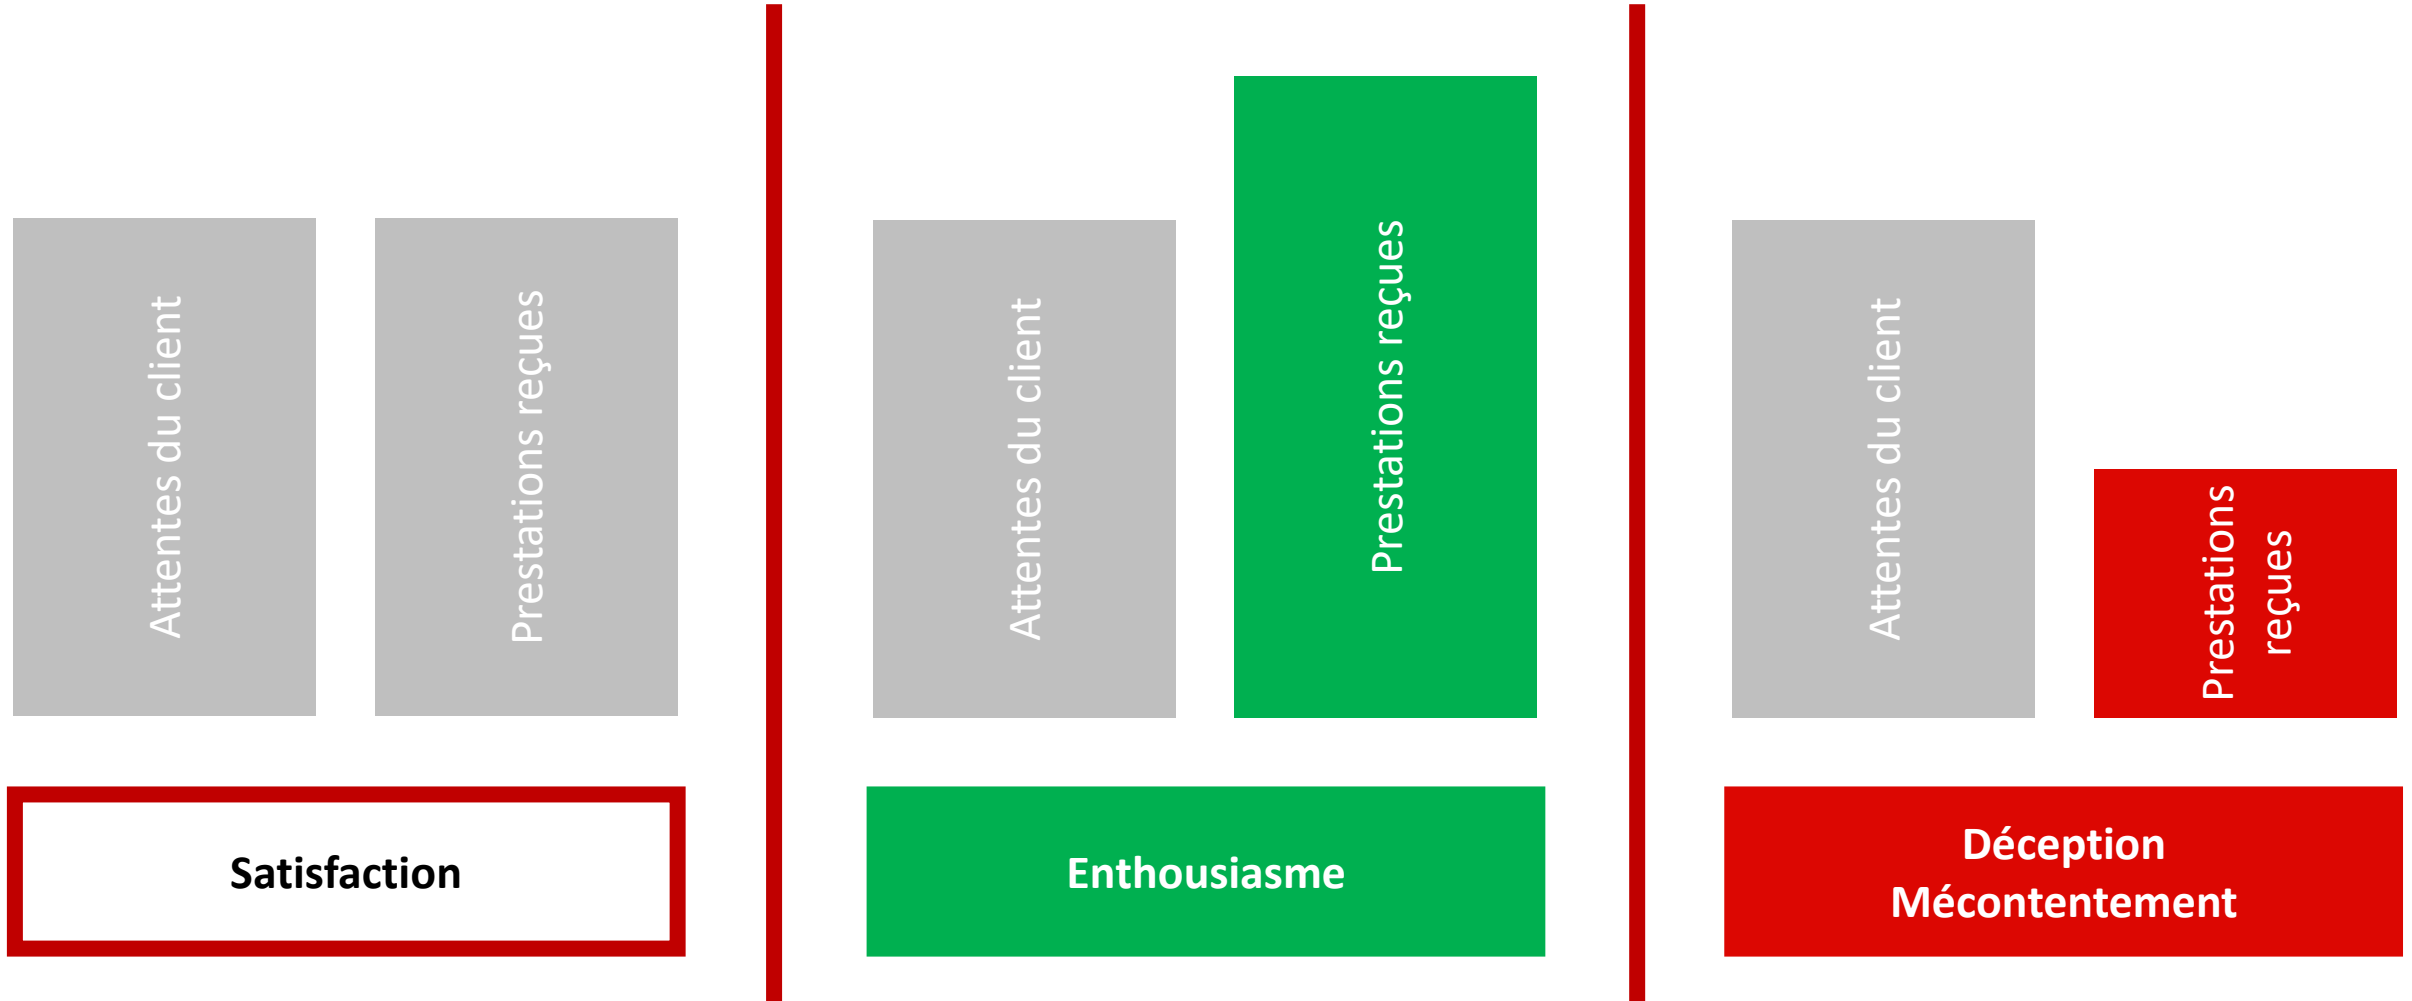 Attentes du client
Prestations reçues
Satisfaction
Attentes du client
Prestations reçues
Enthousiasme
Attentes du client
Prestations
reçues
Déception
Mécontentement